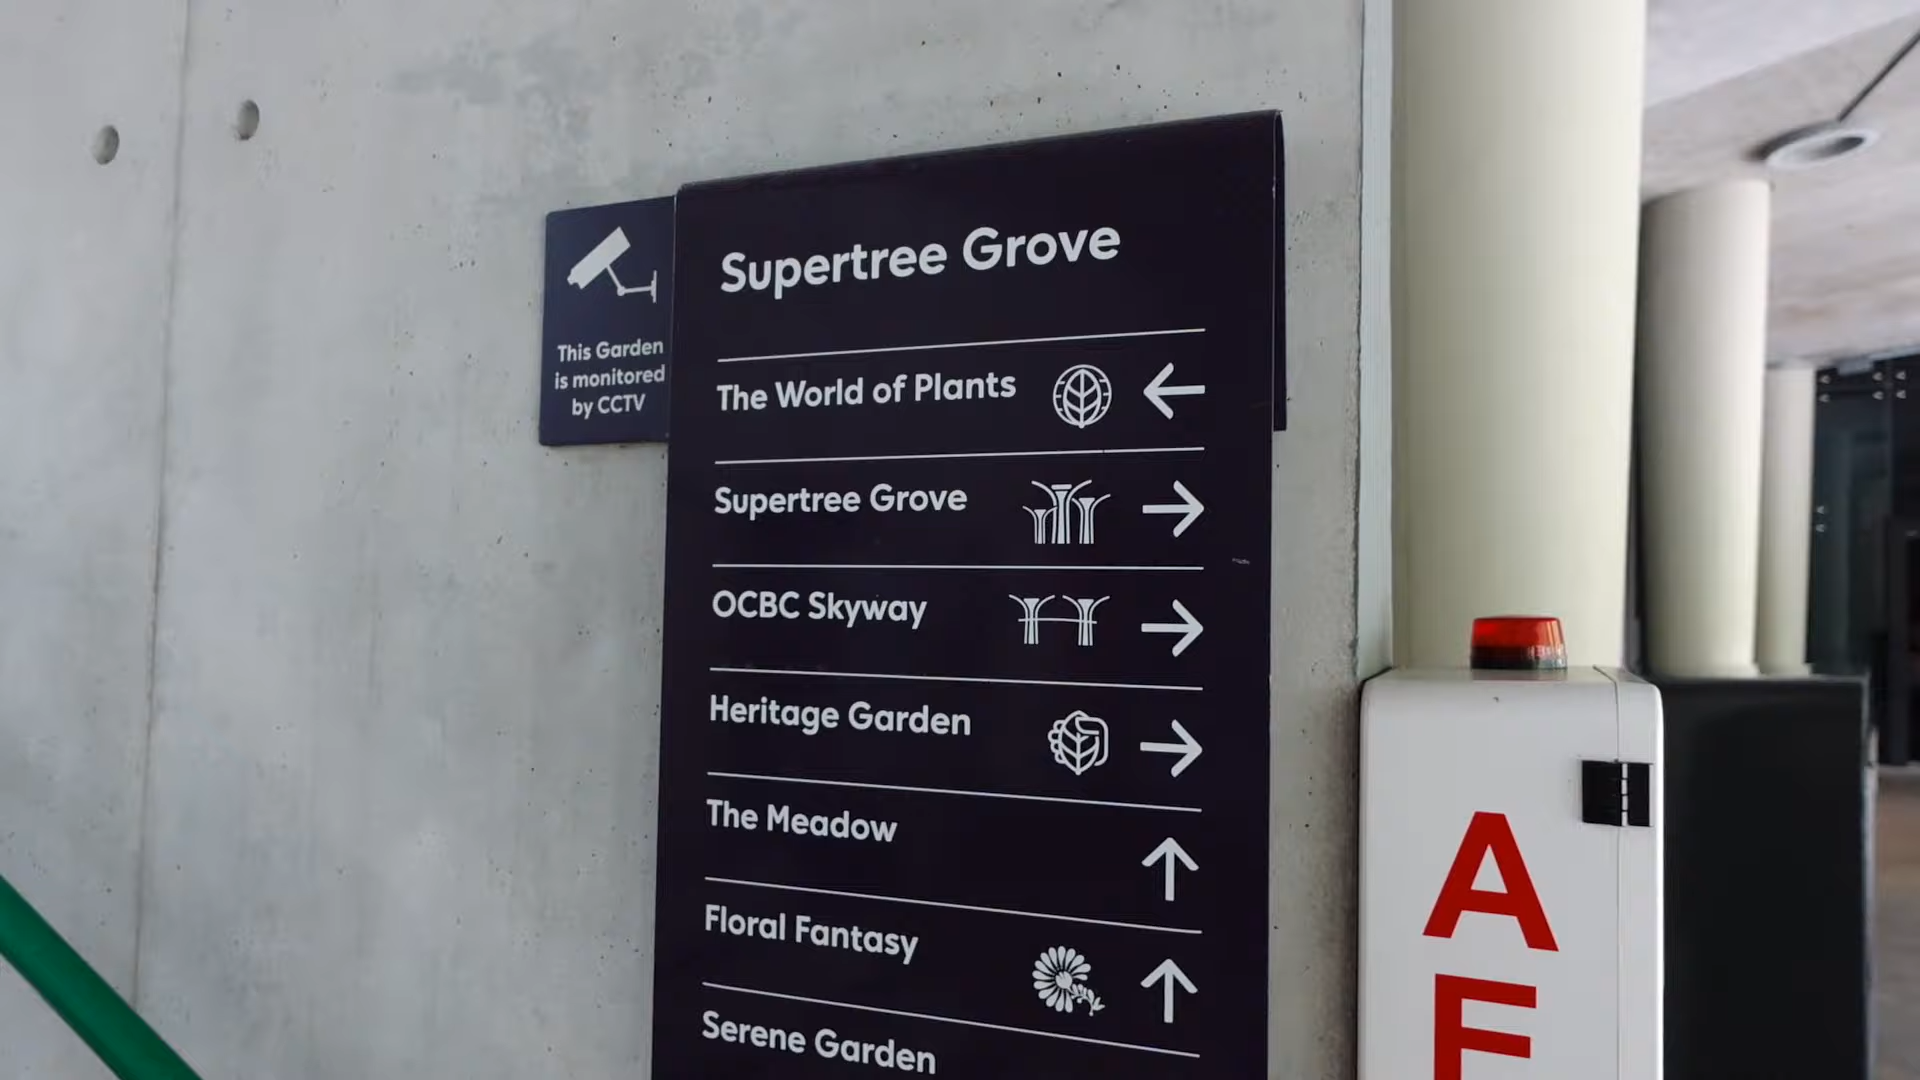 This Garden
is monitored
by CCTV
Supertree Grove
The World of Plants
Supertree Grove
OCBC Skyway
Heritage Garden
The Meadow
Floral Fantasy
Serene Garden
A
E